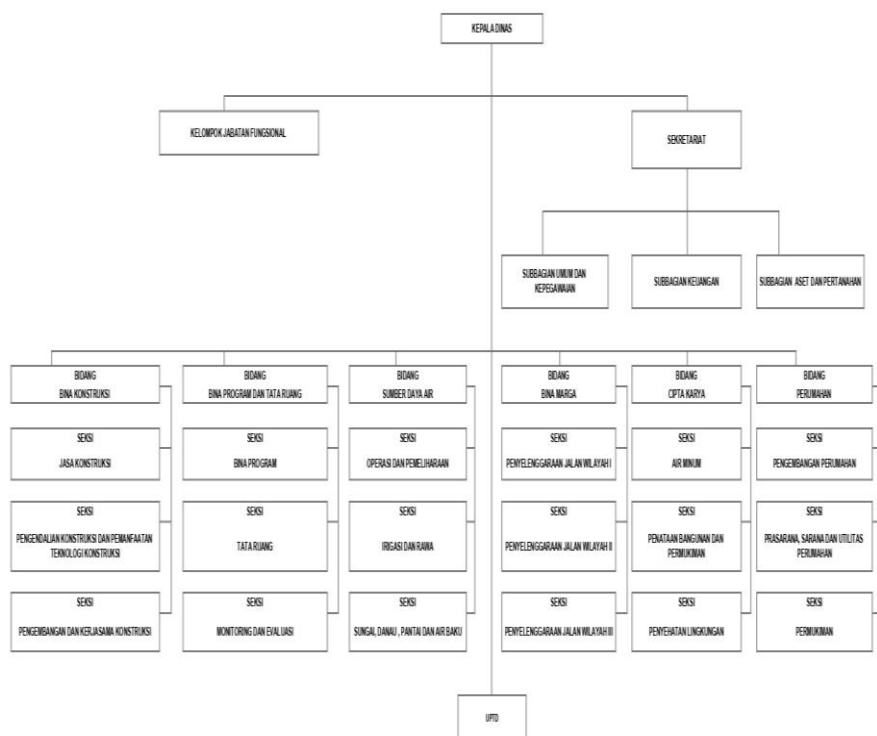 KEPALA DINAS
KELOMPOK JABATAN FUNGSIONAL
SEKRETARIAT
SUBBAGIAN UMUM DAN
KEPEGAWAIAN
SUBBAGIAN KEUANGAN
SUBBAGIAN ASET DAN PERTANAHAN
BIDANG
BINA KONSTRUKSI
BIDANG
BINA PROGRAM DAN TATA RUANG
BIDANG
SUMBER DAYA AIR
BIDANG
BINA MARGA
BIDANG
CIPTA KARYA
BIDANG
PERUMAHAN
SEKSI
JASA KONSTRUKSI
SEKSI
BINA PROGRAM
SEKSI
OPERASI DAN PEMELIHARAAN
SEKSI
PENYELENGGARAAN JALAN WILAYAH I
SEKSI
AIR MINUM
SEKSI
PENGEMBANGAN PERUMAHAN
SEKSI
PENGENDALIAN KONSTRUKSI DAN PEMANFAATAN
TEKNOLOGI KONSTRUKSI
SEKSI
TATA RUANG
SEKSI
IRIGASI DAN RAWA
SEKSI
PENYELENGGARAAN JALAN WILAYAH II
SEKSI
PENATAAN BANGUNAN DAN
PERMUKIMAN
SEKSI
PRASARANA, SARANA DAN UTILITAS
PERUMAHAN
SEKSI
PENGEMBANGAN DAN KERJASAMA KONSTRUKSI
SEKSI
MONITORING DAN EVALUASI
SEKSI
SUNGAI, DANAU , PANTAI DAN AIR BAKU
SEKSI
PENYELENGGARAAN JALAN WILAYAH III
SEKSI
PENYEHATAN LINGKUNGAN
SEKSI
PERMUKIMAN
UPTD